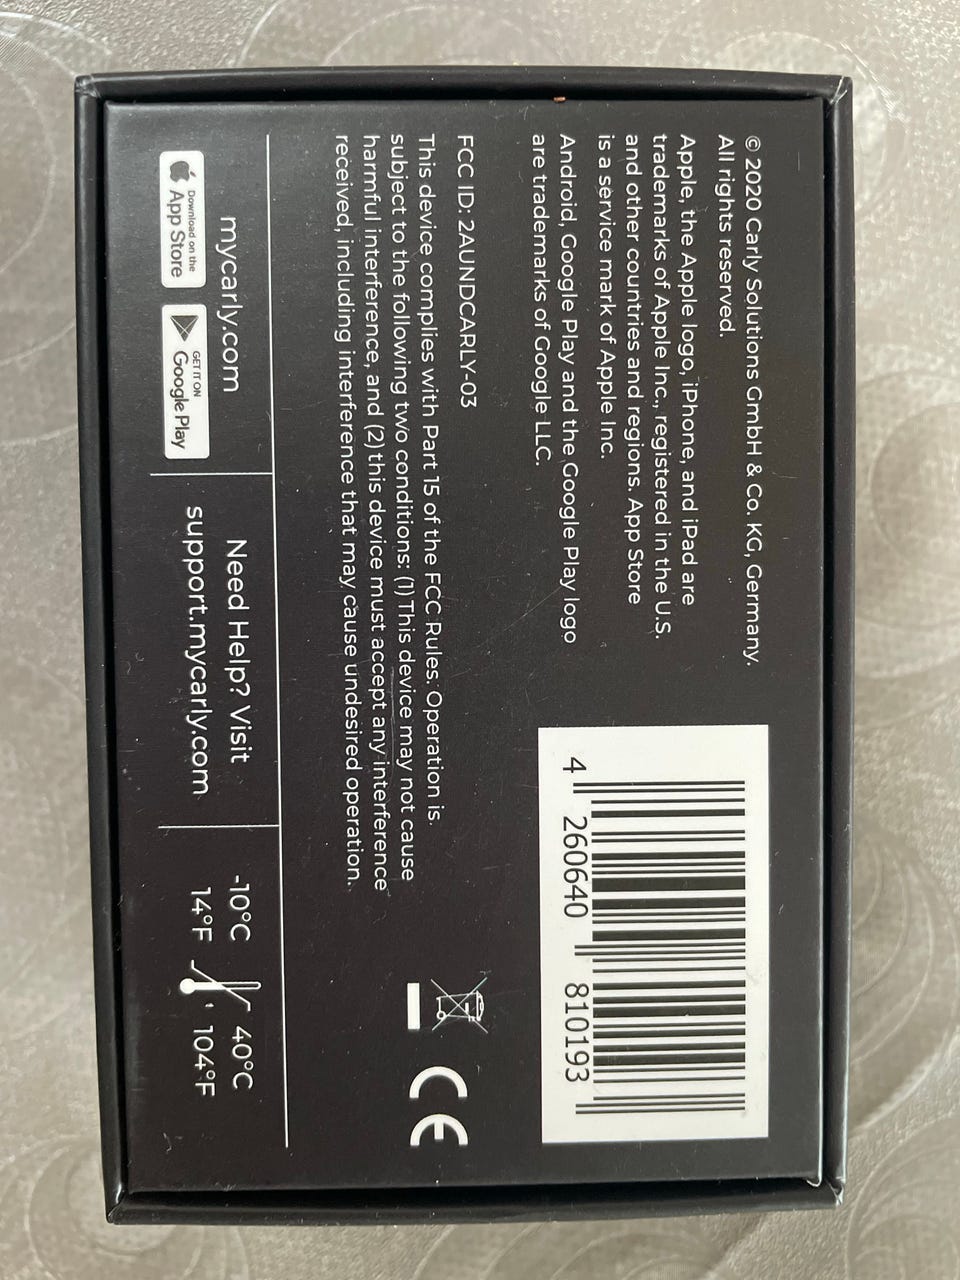 © 2020 Carly Solutions GmbH & Co. KG, Germany.
All rights reserved.
Apple, the Apple logo, iPhone, and iPad are
trademarks of Apple Inc., registered in the U.S.
and other countries and regions. App Store
is a service mark of Apple Inc.
Android, Google Play and the Google Play logo
are trademarks of Google LLC.
4 260640 810193
FCC ID: 2AUNDCARLY-03
This device complies with Part 15 of the FCC Rules. Operation is.
subject to the following two conditions: (1) This device may not cause
harmful interference, and (2) this device must accept any interference
received, including interference that may cause undesired operation.
CE
mycarly.com
Download on the
App Store
GET IT ON
Google Play
Need Help? Visit
support.mycarly.com
-10°C 40°C
14°F 104°F